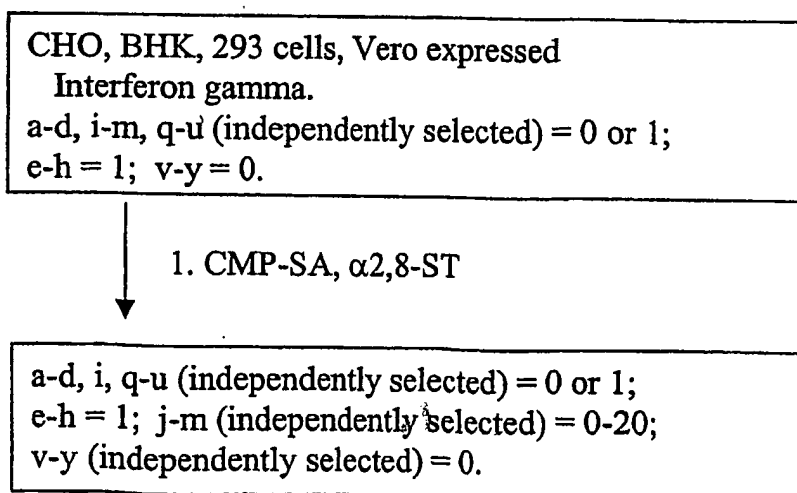 CHO, BHK, 293 cells, Vero expressed
Interferon gamma.
a-d, i-m, q-u (independently selected) = 0 or 1;
e-h = 1; v-y = 0.
1. CMP-SA, α2,8-ST
a-d, i, q-u (independently selected) = 0 or 1;
e-h = 1; j-m (independently selected) = 0-20;
v-y (independently selected) = 0.